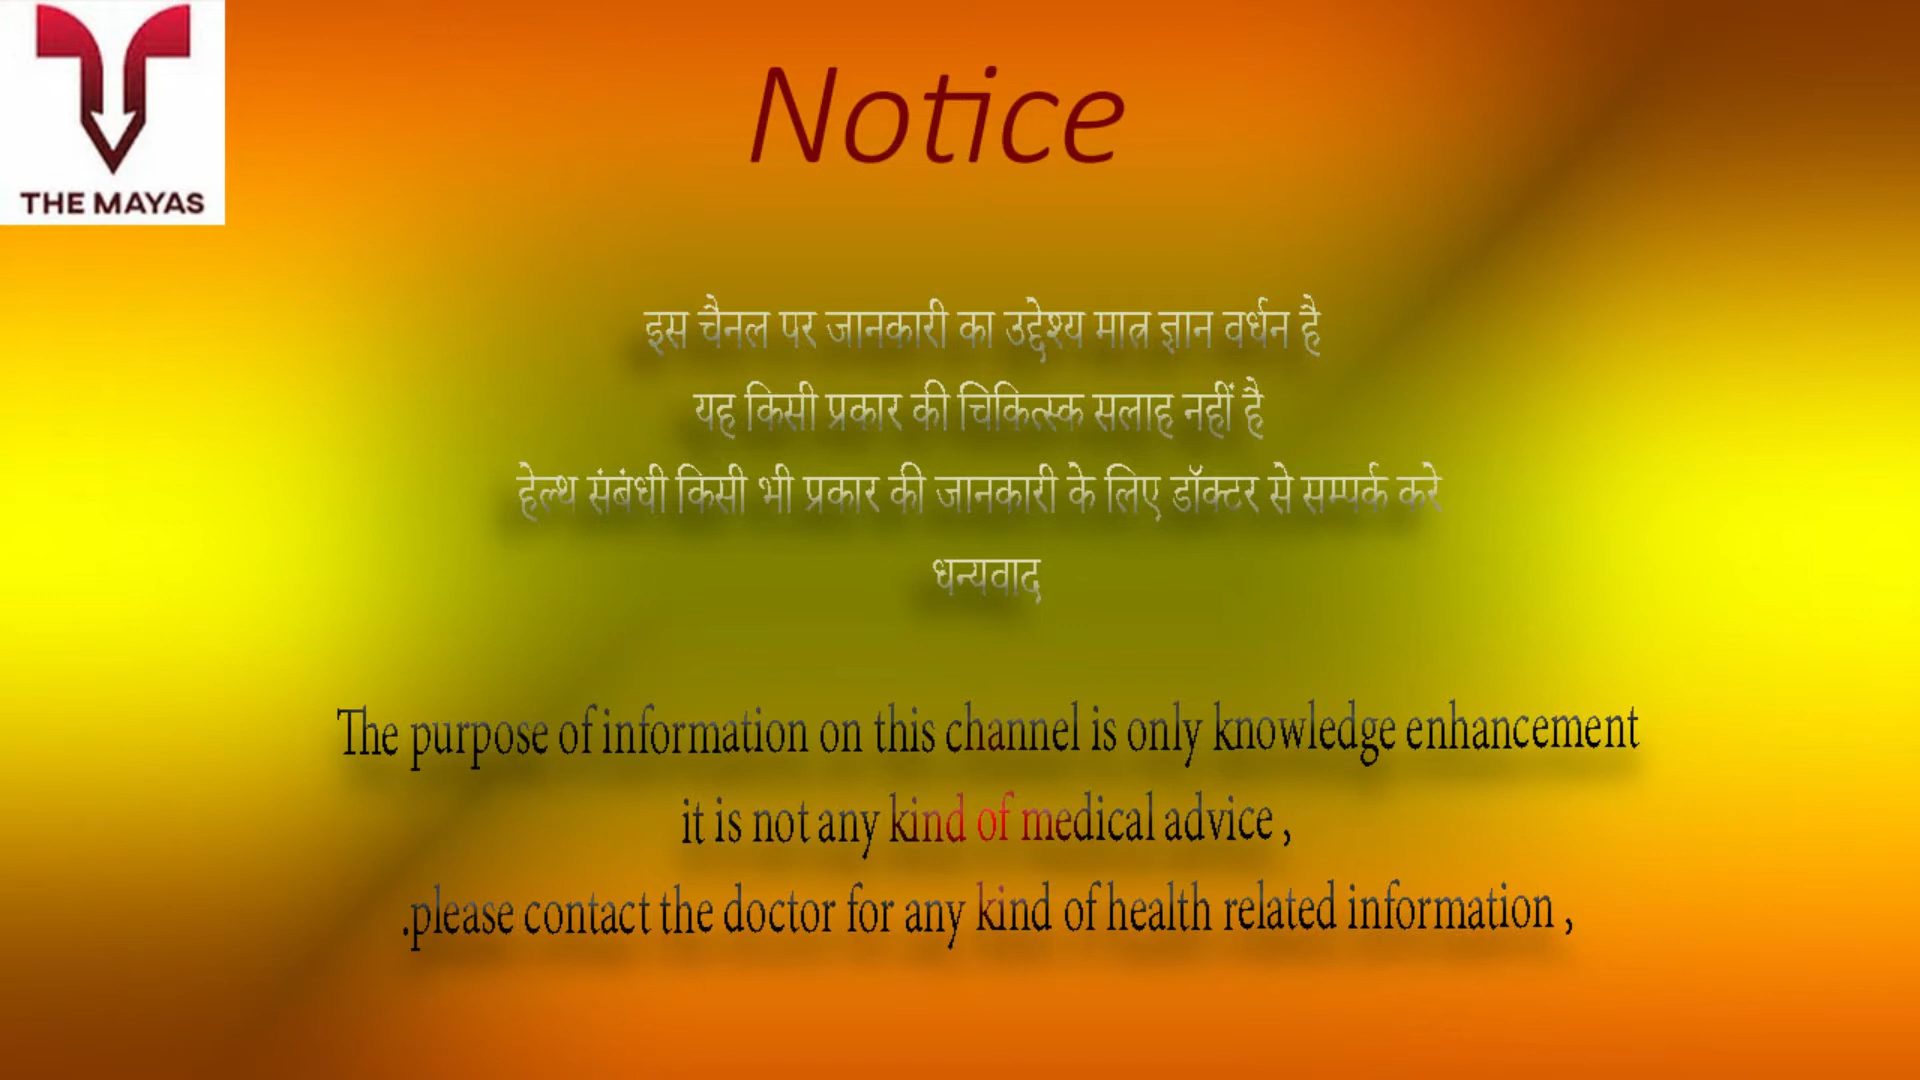 THE MAYAS
Notice
इस चैनल पर जानकारी का उद्देश्य मात्र ज्ञान वर्धन है
यह किसी प्रकार की चिकित्स्क सलाह नहीं है
हेल्थ संबंधी किसी भी प्रकार की जानकारी के लिए डॉक्टर से सम्पर्क करे
धन्यवाद
The purpose of information on this channel is only knowledge enhancement
it is not any kind of medical advice ,
.please contact the doctor for any kind of health related information ,